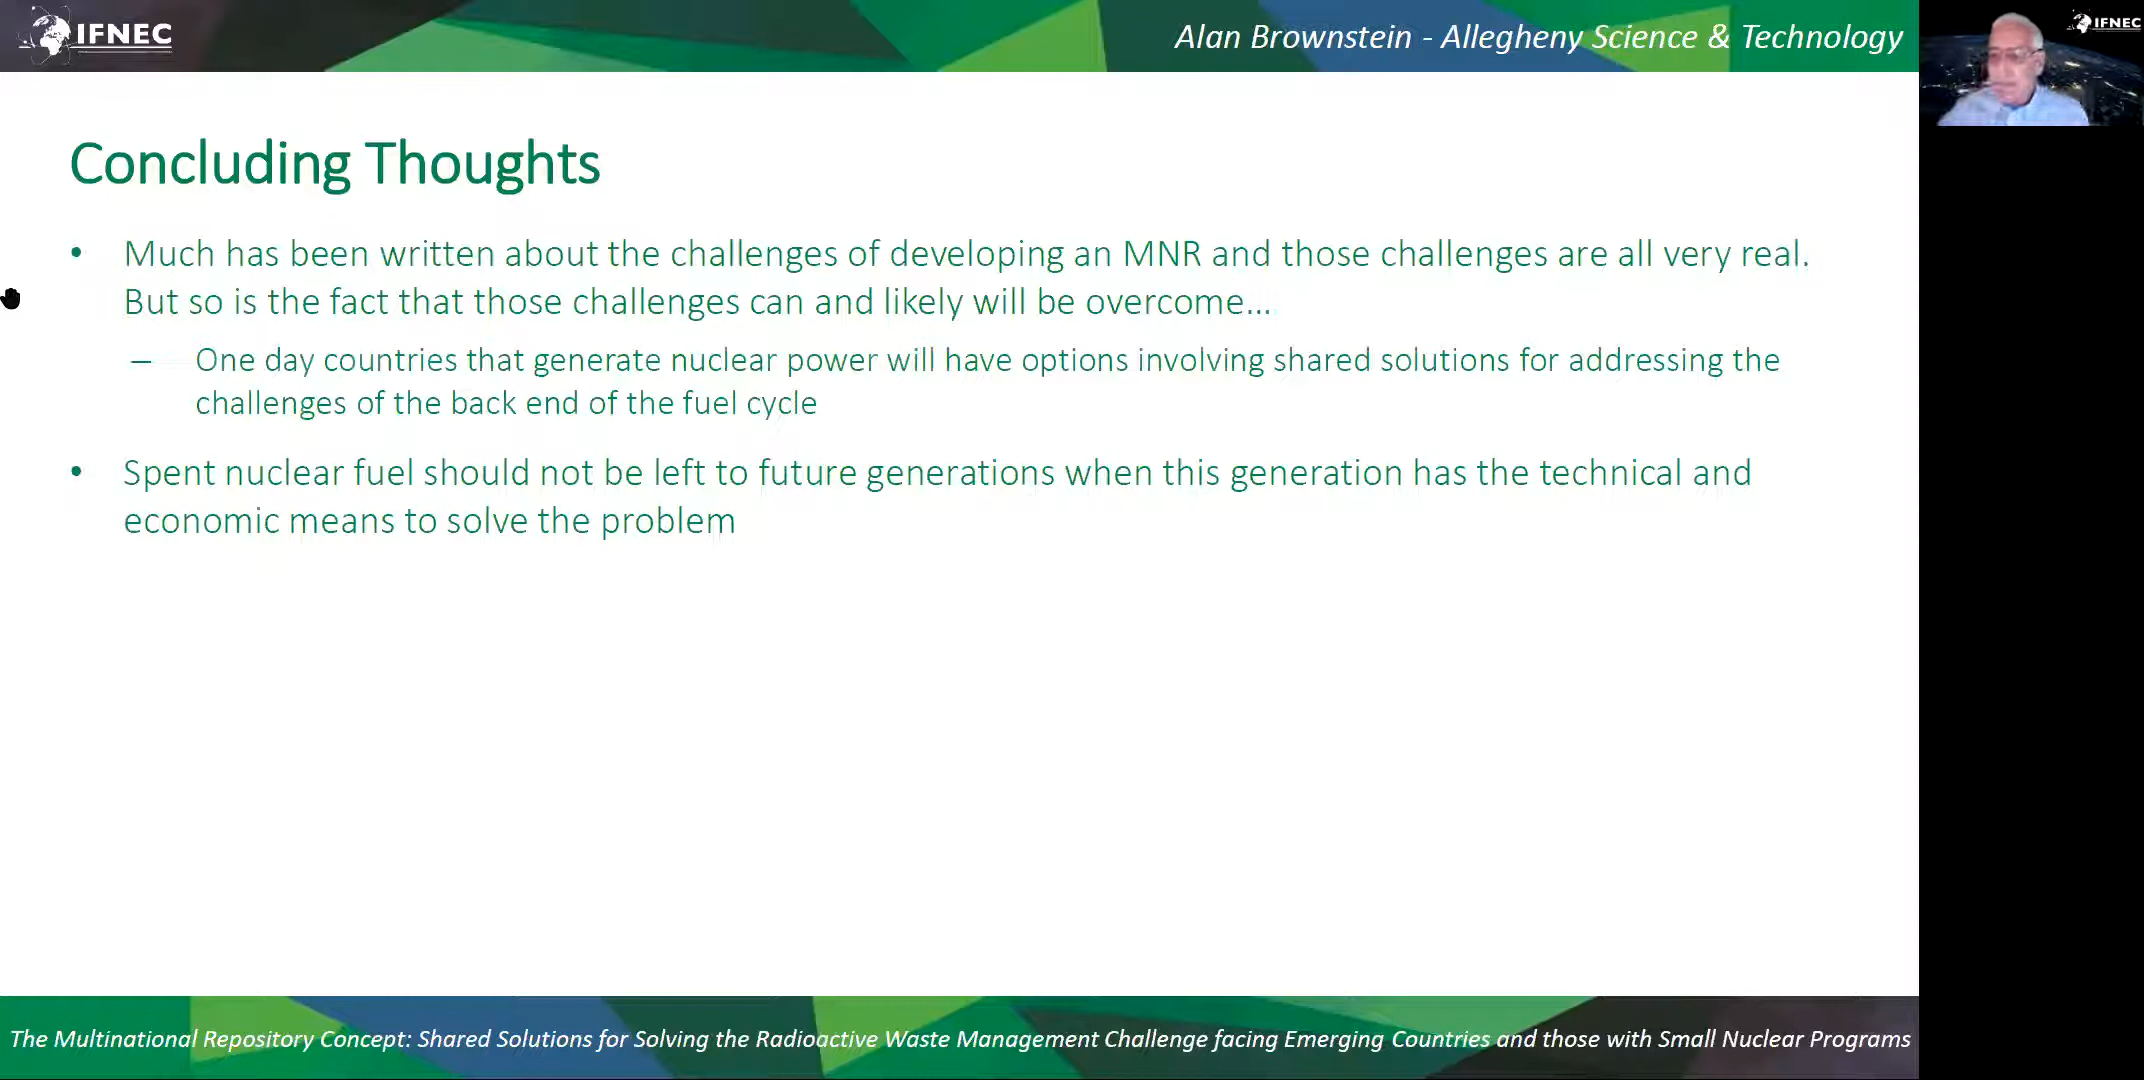 IFNEC
Alan Brownstein - Allegheny Science & Technology
IFNEC
Concluding Thoughts
• Much has been written about the challenges of developing an MNR and those challenges are all very real.
But so is the fact that those challenges can and likely will be overcome…
– One day countries that generate nuclear power will have options involving shared solutions for addressing the
challenges of the back end of the fuel cycle
• Spent nuclear fuel should not be left to future generations when this generation has the technical and
economic means to solve the problem
The Multinational Repository Concept: Shared Solutions for Solving the Radioactive Waste Management Challenge facing Emerging Countries and those with Small Nuclear Programs